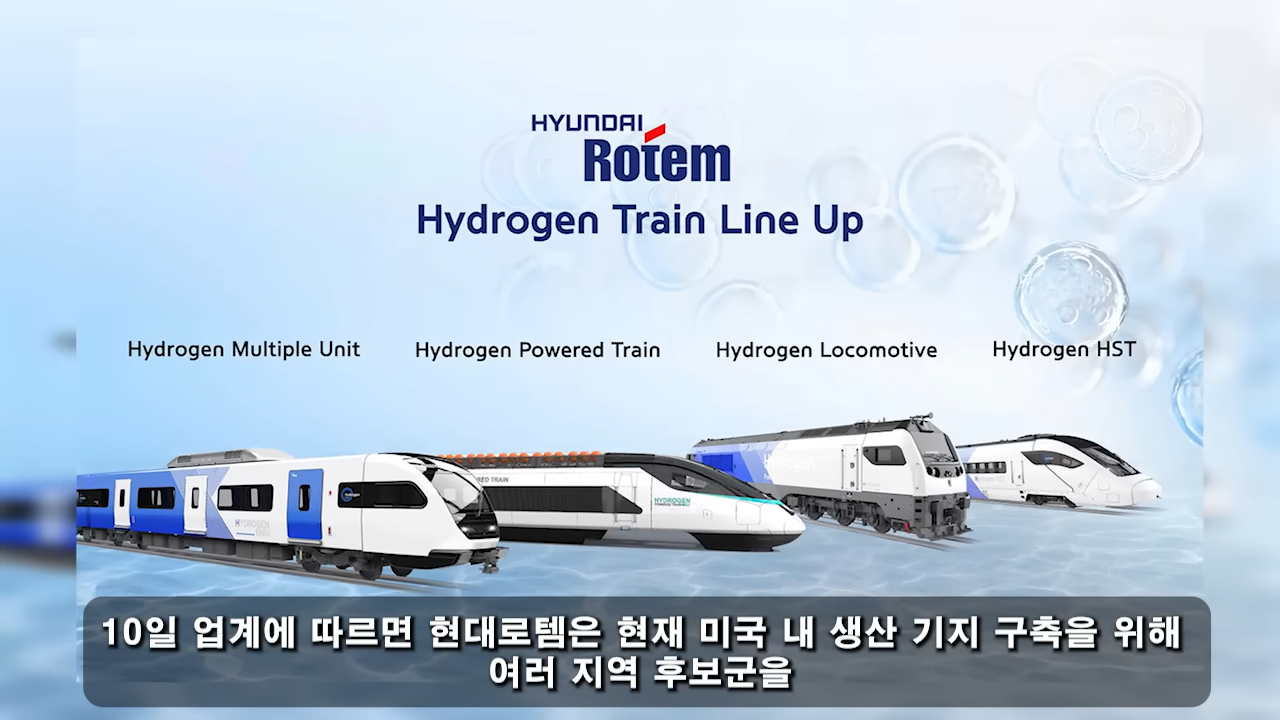 HYUNDAI
Rotem
Hydrogen Train Line Up
Hydrogen Multiple Unit
Hydrogen Powered Train
Hydrogen Locomotive
Hydrogen HST
HYDROGEN
10일 업계에 따르면 현대로템은 현재 미국 내 생산 기지 구축을 위해
여러 지역 후보군을